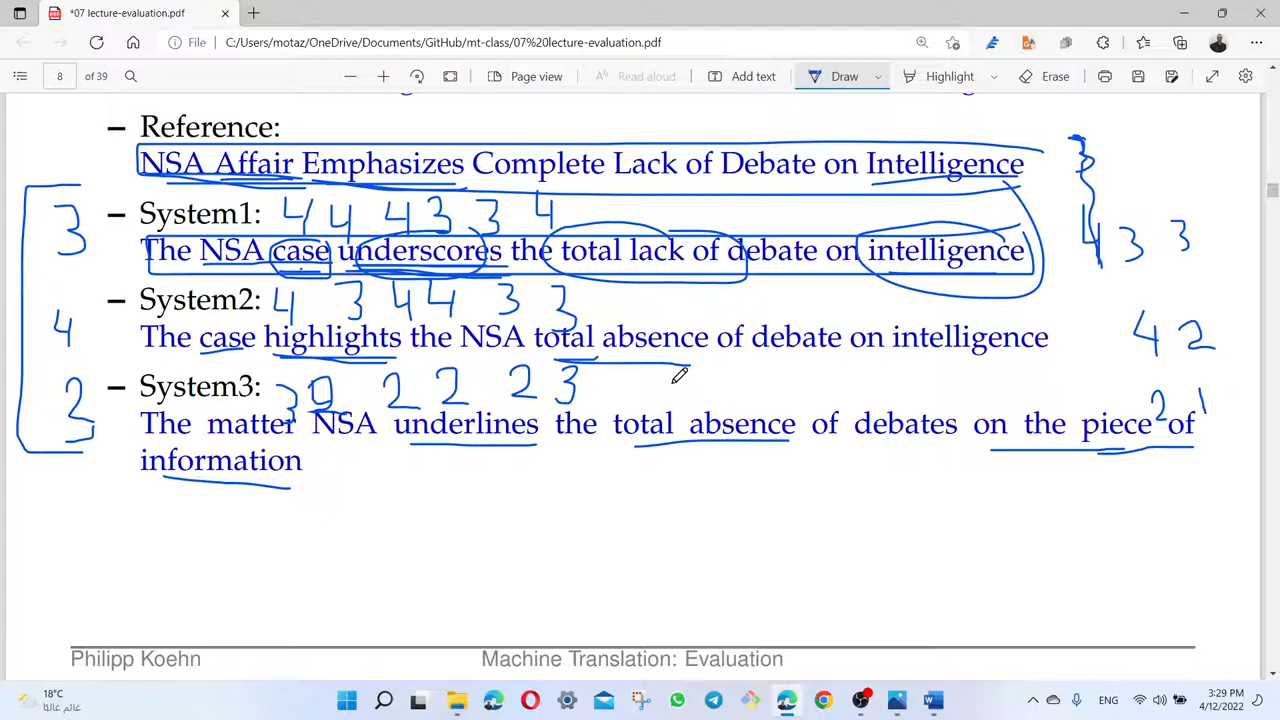 *07 lecture-evaluation.pdf
File C:/Users/motaz/OneDrive/Documents/GitHub/mt-class/07%20lecture-evaluation.pdf
8 of 39 Page view Read aloud Add text Draw Highlight Erase
– Reference:
NSA Affair Emphasizes Complete Lack of Debate on Intelligence
3
– System1: 4 4 4 3 3 4
4 3 3
The NSA case underscores the total lack of debate on intelligence
– System2: 4 3 4 4 3 3
4
The case highlights the NSA total absence of debate on intelligence
4 2
– System3: 3 2 2 2 2 3
2
2 1
The matter NSA underlines the total absence of debates on the piece of
information
Philipp Koehn Machine Translation: Evaluation
18°C
غائم غالبًا
ENG
3:29 PM
4/12/2022